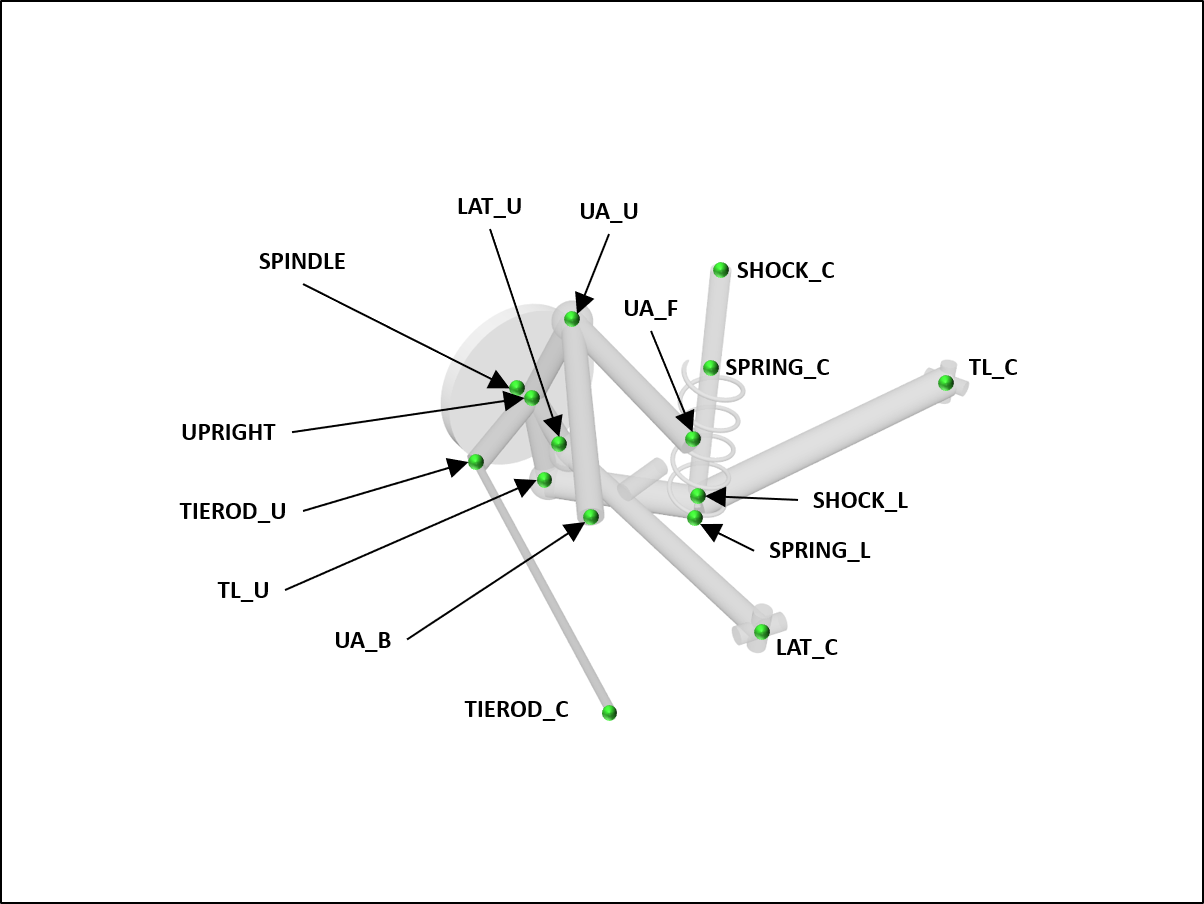 LAT_U
UA_U
SPINDLE
SHOCK_C
UA_F
SPRING_C
TL_C
UPRIGHT
SHOCK_L
TIEROD_U
SPRING_L
TL_U
UA_B
LAT_C
TIEROD_C